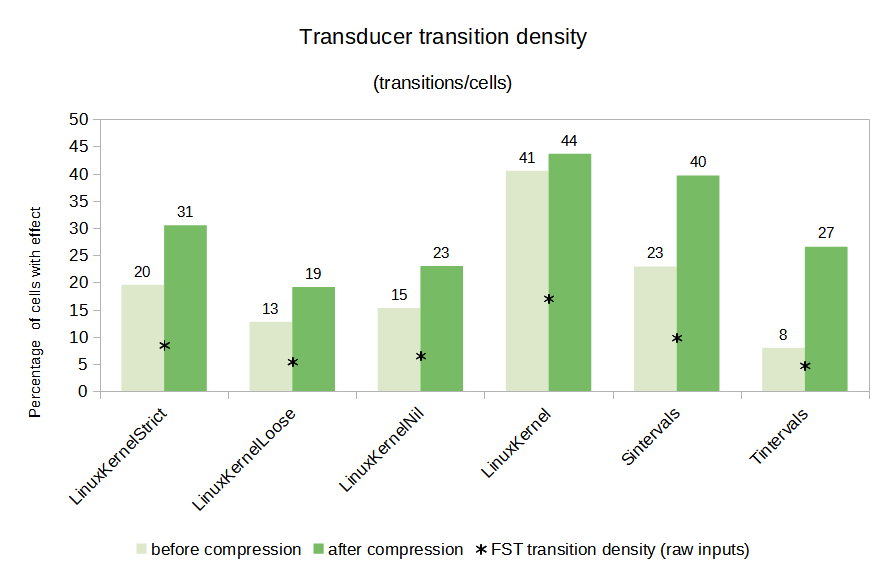 Transducer transition density
(transitions/cells)
Percentage of cells with effect
50
45
40
35
30
25
20
15
10
5
0
20
31
13
19
15
23
41
44
23
40
8
27
LinuxKernelStrict
LinuxKernelLoose
LinuxKernelNil
LinuxKernel
Sintervals
Tintervals
before compression after compression FST transition density (raw inputs)